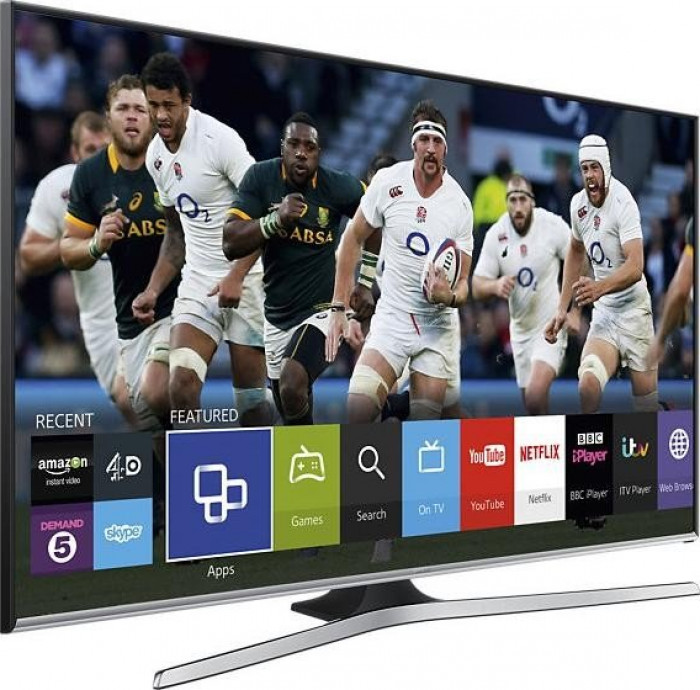 O2
O2
ABSA
O2
O2
O2
RECENT
FEATURED
amazon
instant video
4oD
DEMAND
5
skype
Apps
Games
Search
On TV
YouTube
YouTube
NETFLIX
Netflix
BBC
iPlayer
BBC iPlayer
itv
ITV Player
Web Brows